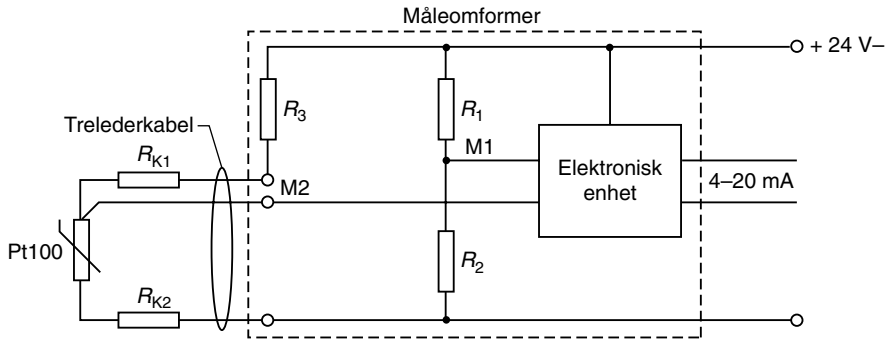 Måleomformer
+ 24 V–
R3
R1
Trelederkabel
RK1
M1
M2
Elektronisk
enhet
4–20 mA
Pt100
R2
RK2